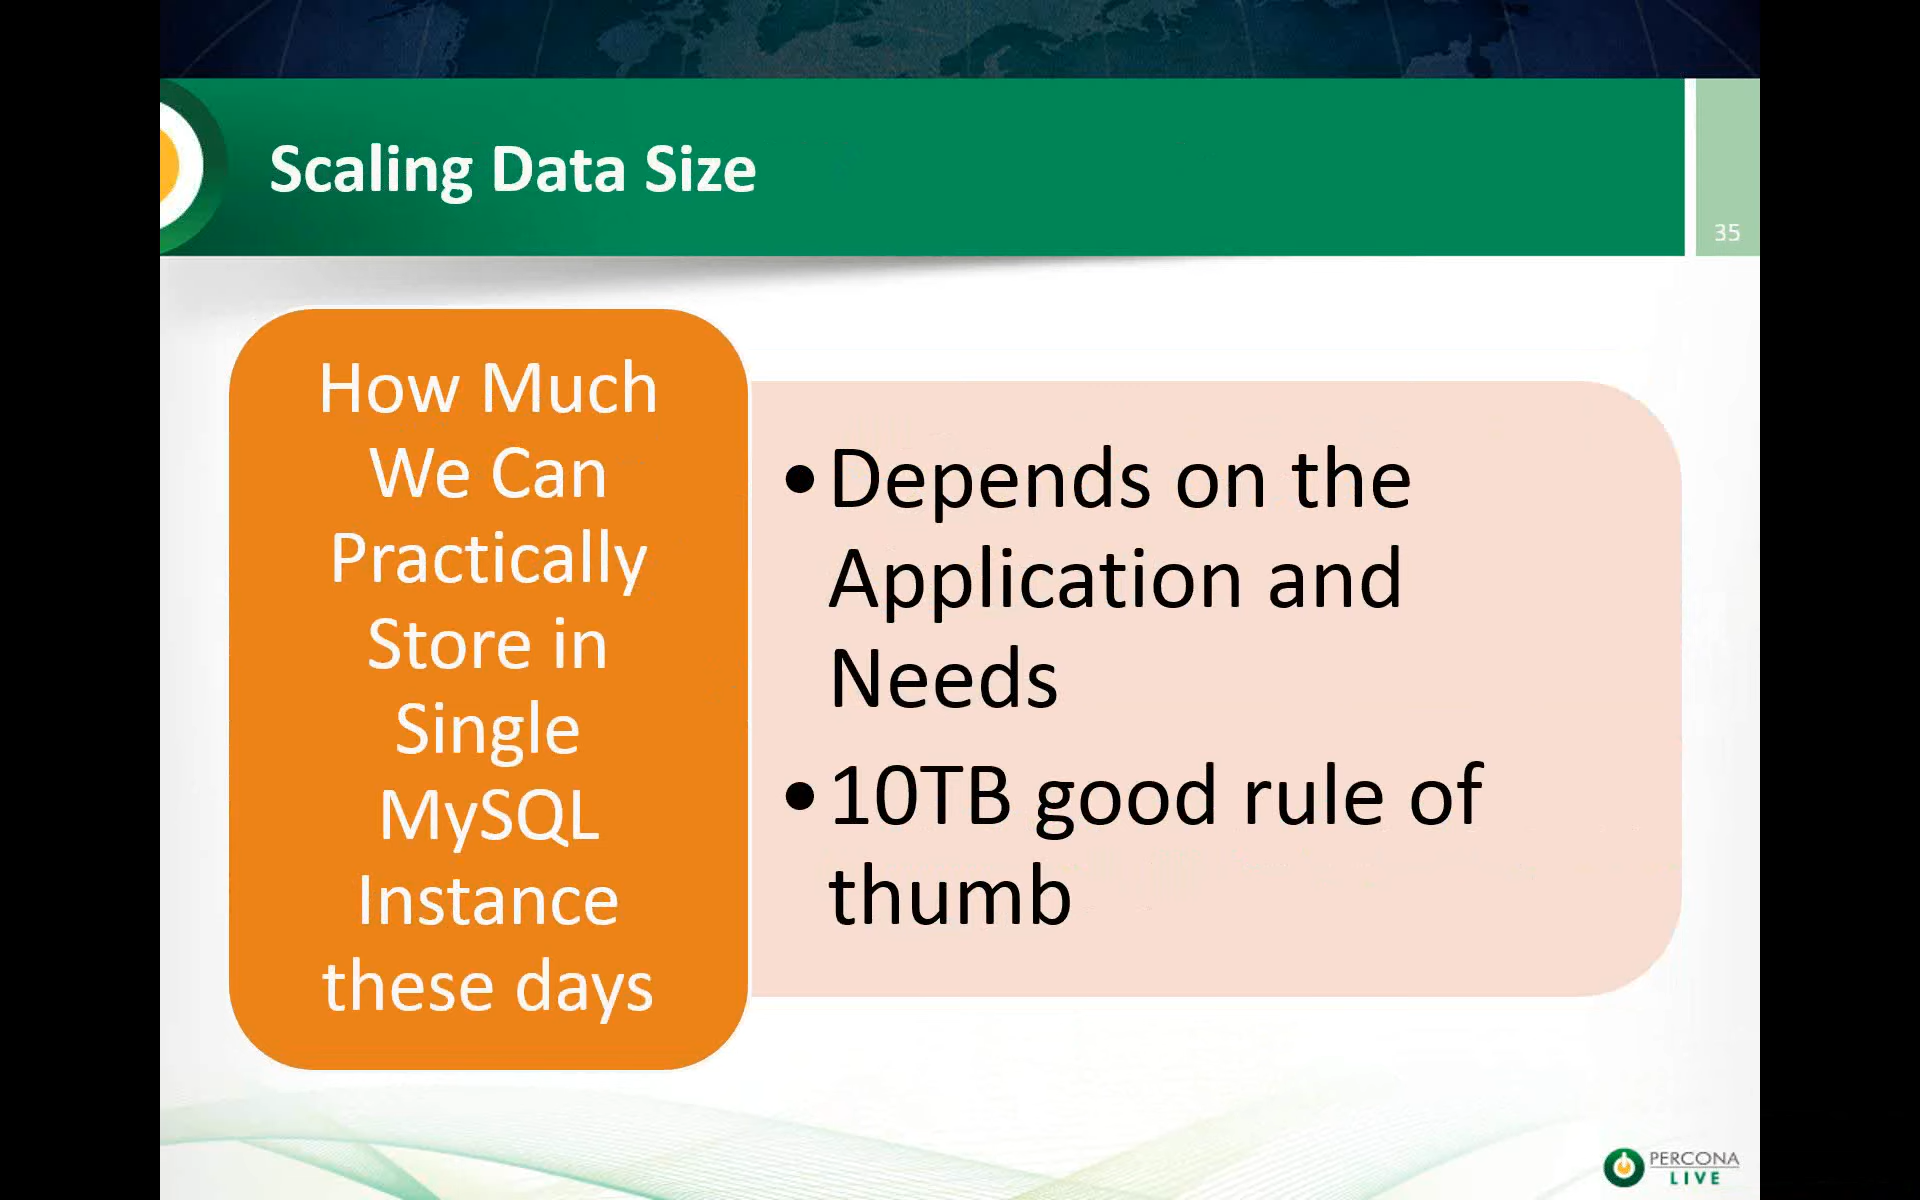 Scaling Data Size
35
How Much
We Can
Practically
Store in
Single
MySQL
Instance
these days
•Depends on the
Application and
Needs
•10TB good rule of
thumb
PERCONA
LIVE